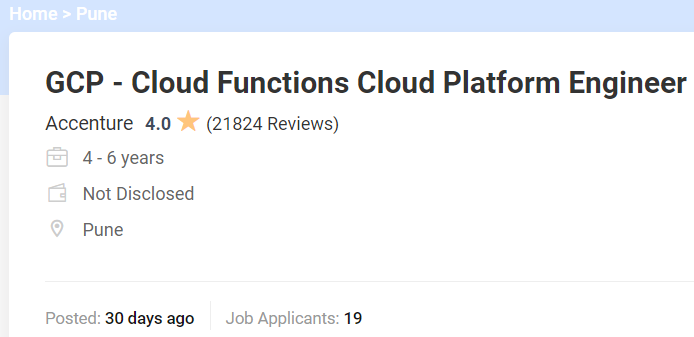 Home > Pune
GCP - Cloud Functions Cloud Platform Engineer
Accenture 4.0 (21824 Reviews)
4 - 6 years
Not Disclosed
Pune
Posted: 30 days ago Job Applicants: 19